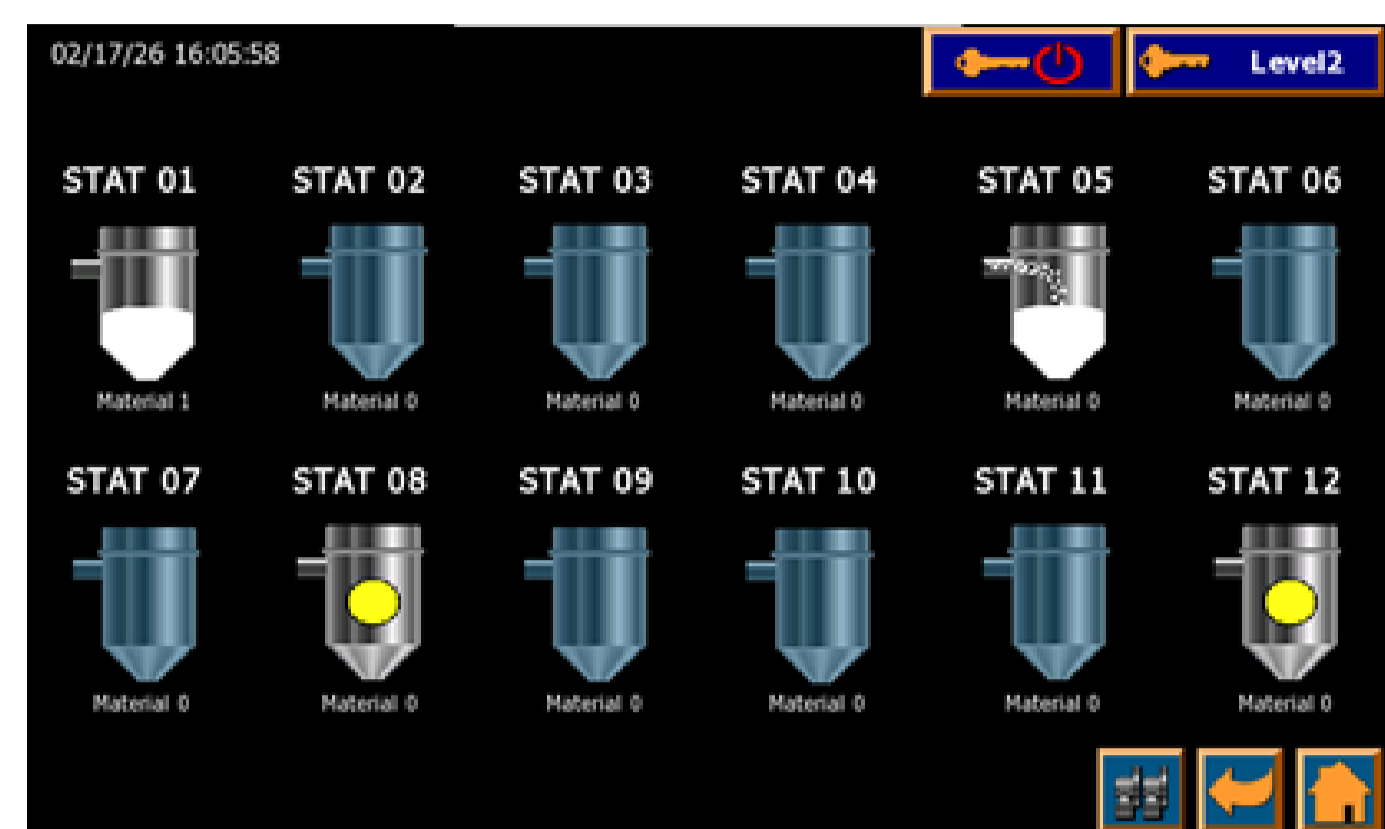 02/17/26 16:05:58
Level2
STAT 01 STAT 02 STAT 03 STAT 04 STAT 05 STAT 06
Material 1 Material 0 Material 0 Material 0 Material 0 Material 0
STAT 07 STAT 08 STAT 09 STAT 10 STAT 11 STAT 12
Material 0 Material 0 Material 0 Material 0 Material 0 Material 0